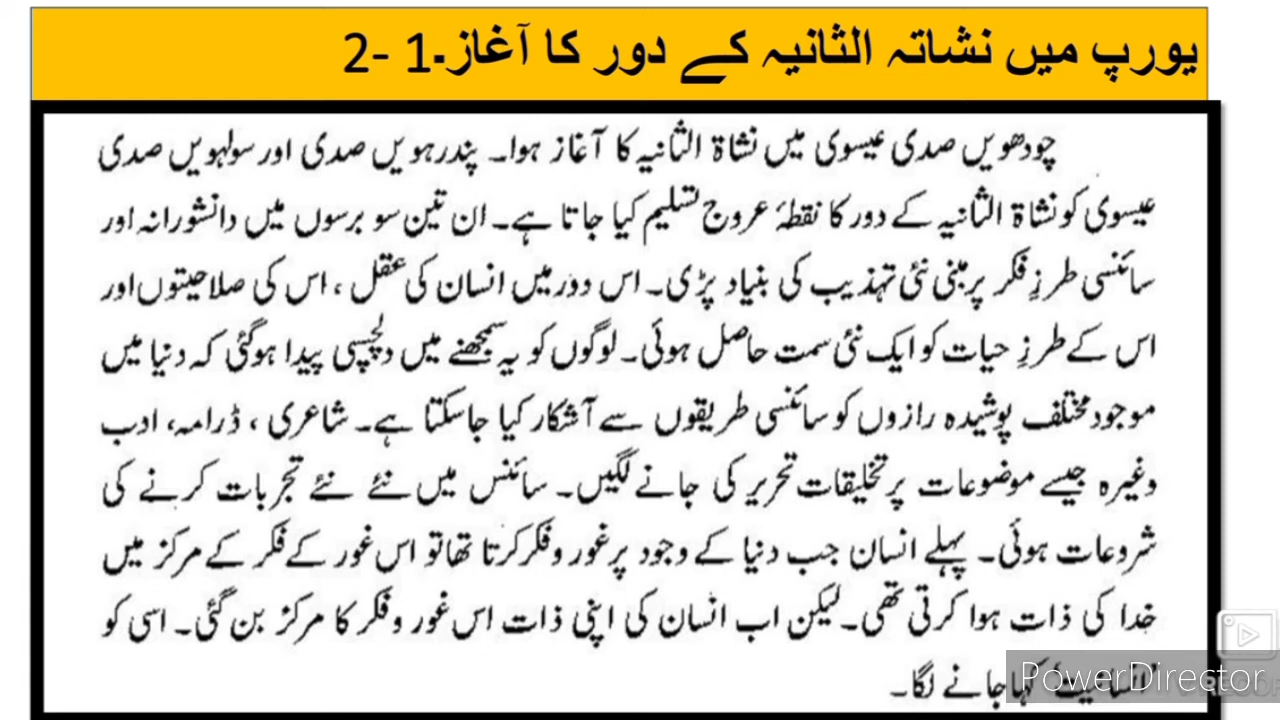 یورپ میں نشاتہ الثانیہ کے دور کا آغاز۔1 -2
چودھویں صدی عیسوی میں نشاۃ الثانیہ کا آغاز ہوا۔ پندرہویں صدی اور سولہویں صدی
عیسوی کو نشاۃ الثانیہ کے دور کا نقطۂ عروج تسلیم کیا جاتا ہے۔ ان تین سو برسوں میں دانشورانہ اور
سائنسی طرزِ فکر پر مبنی نئی تہذیب کی بنیاد پڑی۔ اس دور میں انسان کی عقل ، اس کی صلاحیتوں اور
اس کے طرزِ حیات کو ایک نئی سمت حاصل ہوئی۔ لوگوں کو یہ سمجھنے میں دلچسپی پیدا ہوگئی کہ دنیا میں
موجود مختلف پوشیدہ رازوں کو سائنسی طریقوں سے آشکار کیا جاسکتا ہے۔ شاعری ، ڈرامہ، ادب
وغیرہ جیسے موضوعات پر تخلیقات تحریر کی جانے لگیں۔ سائنس میں نئے نئے تجربات کرنے کی
شروعات ہوئی۔ پہلے انسان جب دنیا کے وجود پر غور و فکر کرتا تھا تو اس غور کے فکر کے مرکز میں
خدا کی ذات ہوا کرتی تھی۔ لیکن اب انسان کی اپنی ذات اس غور و فکر کا مرکز بن گئی۔ اسی کو
'انسانیت' کہا جانے لگا۔
PowerDirector